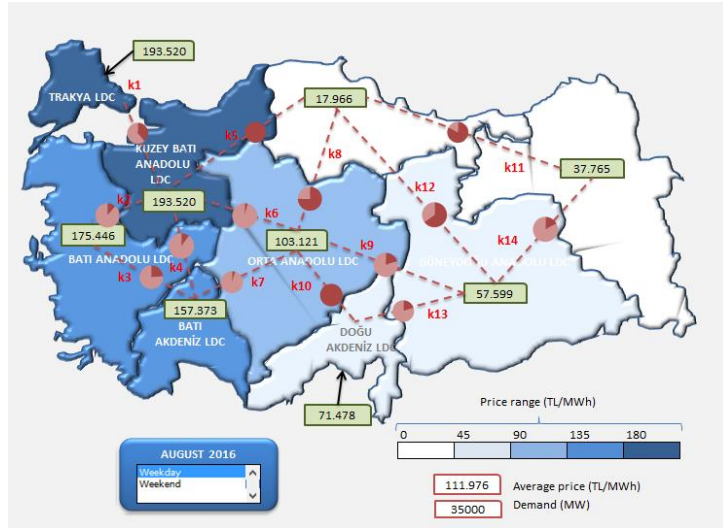 193.520
k1
TRAKYA LDC
17.966
k5
KUZEY BATI
ANADOLU
LDC
k8
k11
37.765
k12
193.520
k6
175.446
103.121
k14
BATI ANADOLU LDC
k4
ORTA ANADOLU LDC
k9
k3
k7
k10
57.599
157.373
k13
BATI
AKDENİZ LDC
DOĞU
AKDENİZ LDC
71.478
Price range (TL/MWh)
0 45 90 135 180
AUGUST 2016
Weekday
Weekend
111.976 Average price (TL/MWh)
35000 Demand (MW)